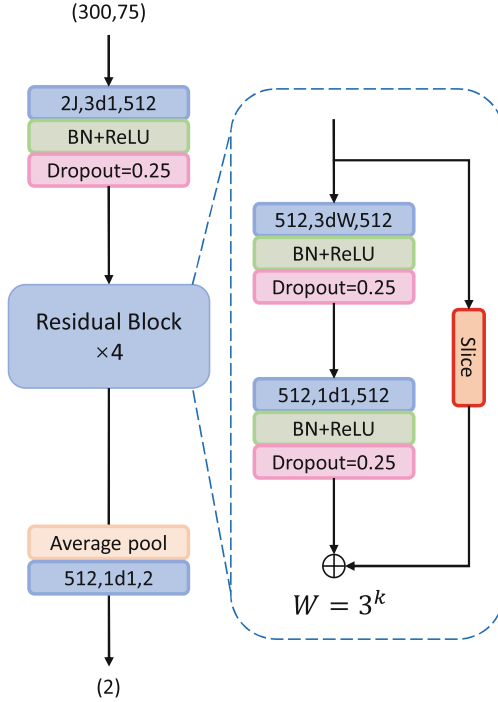 (300,75)
2J,3d1,512
BN+ReLU
Dropout=0.25
Residual Block
×4
Average pool
512,1d1,2
(2)
512,3dW,512
BN+ReLU
Dropout=0.25
Slice
512,1d1,512
BN+ReLU
Dropout=0.25
W = 3^k